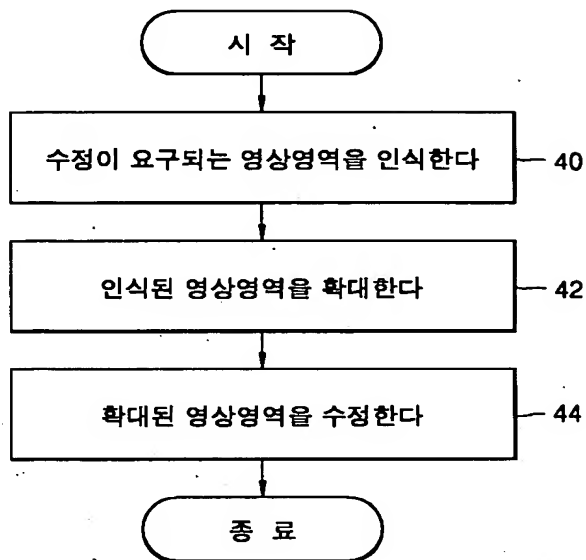 시 작
수정이 요구되는 영상영역을 인식한다
40
인식된 영상영역을 확대한다
42
확대된 영상영역을 수정한다
44
종 료